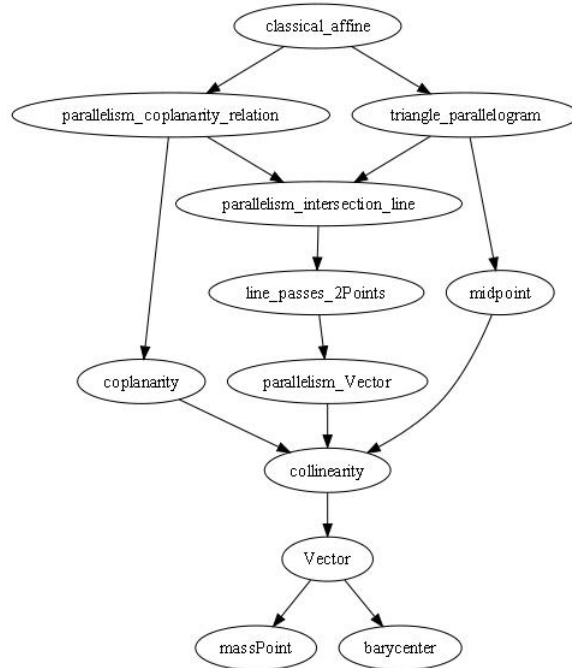 classical_affine
parallelism_coplanarity_relation
triangle_parallelogram
parallelism_intersection_line
line_passes_2Points
midpoint
coplanarity
parallelism_Vector
collinearity
Vector
massPoint
barycenter